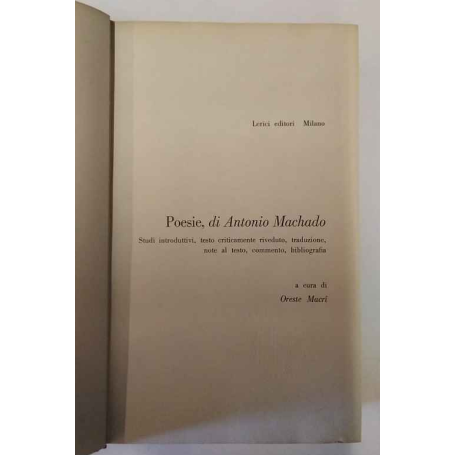 Lerici editori Milano
Poesie, di Antonio Machado
Studi introduttivi, testo criticamente riveduto, traduzione,
note al testo, commento, bibliografia
a cura di
Oreste Macrí